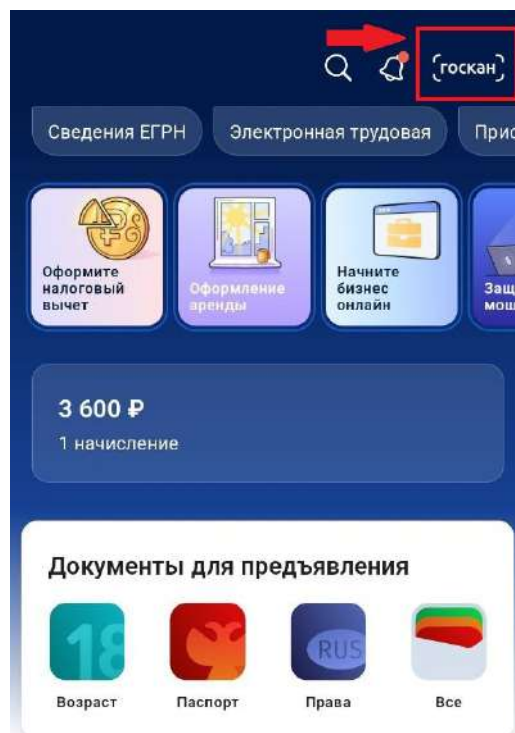 госкан
Сведения ЕГРН
Электронная трудовая
Оформите
налоговый
вычет
Оформление
аренды
Начните
бизнес
онлайн
3 600 ₽
1 начисление
Документы для предъявления
18
RUS
Возраст
Паспорт
Права
Все